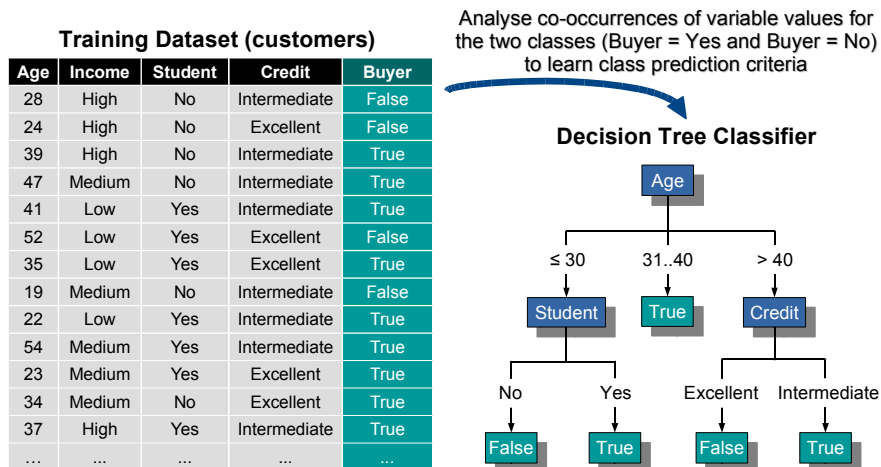 Training Dataset (customers)
Age Income Student Credit Buyer
28 High No Intermediate False
24 High No Excellent False
39 High No Intermediate True
47 Medium No Intermediate True
41 Low Yes Intermediate True
52 Low Yes Excellent False
35 Low Yes Excellent True
19 Medium No Intermediate False
22 Low Yes Intermediate True
54 Medium Yes Intermediate True
23 Medium Yes Excellent True
34 Medium No Excellent True
37 High Yes Intermediate True
... ... ... ... ...
Analyse co-occurrences of variable values for
the two classes (Buyer = Yes and Buyer = No)
to learn class prediction criteria
Decision Tree Classifier
Age
≤ 30 31..40 > 40
Student True Credit
No Yes Excellent Intermediate
False True False True